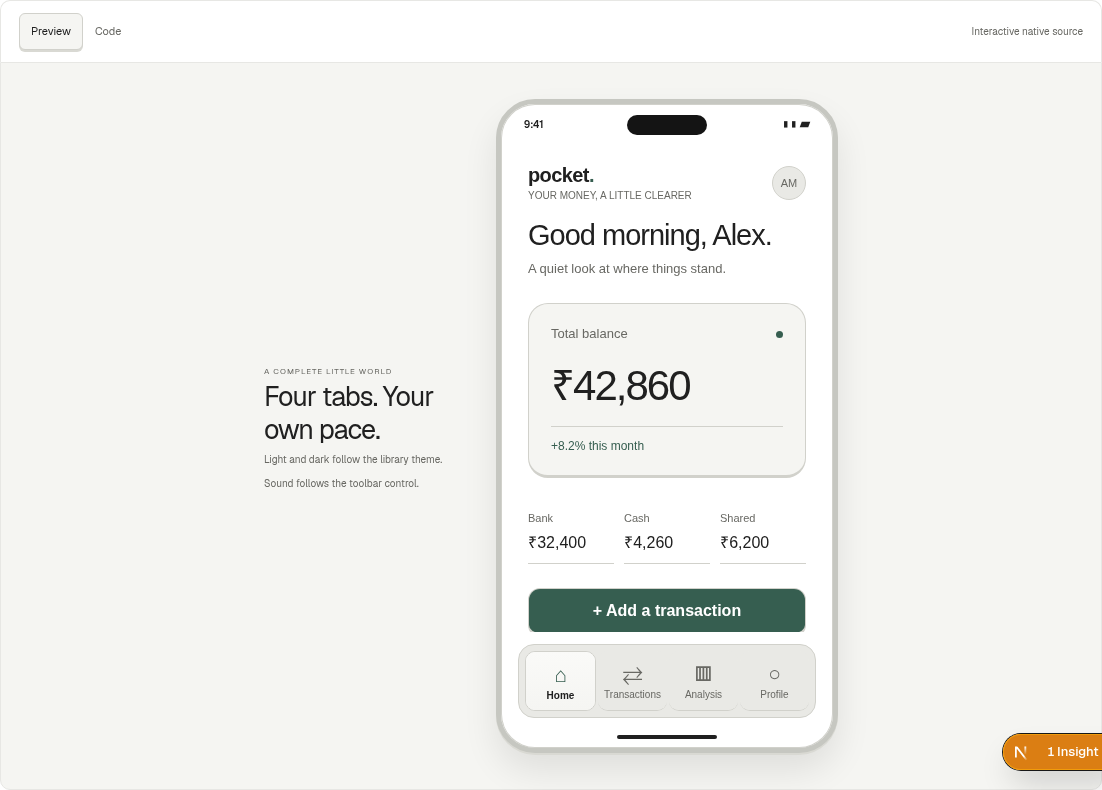 Preview
Code
Interactive native source
9:41
pocket.
YOUR MONEY, A LITTLE CLEARER
AM
Good morning, Alex.
A quiet look at where things stand.
Total balance
₹42,860
+8.2% this month
A COMPLETE LITTLE WORLD
Four tabs. Your
own pace.
Light and dark follow the library theme.
Sound follows the toolbar control.
Bank
Cash
Shared
₹32,400
₹4,260
₹6,200
+ Add a transaction
Home
Transactions
Analysis
Profile
N
1 Insight